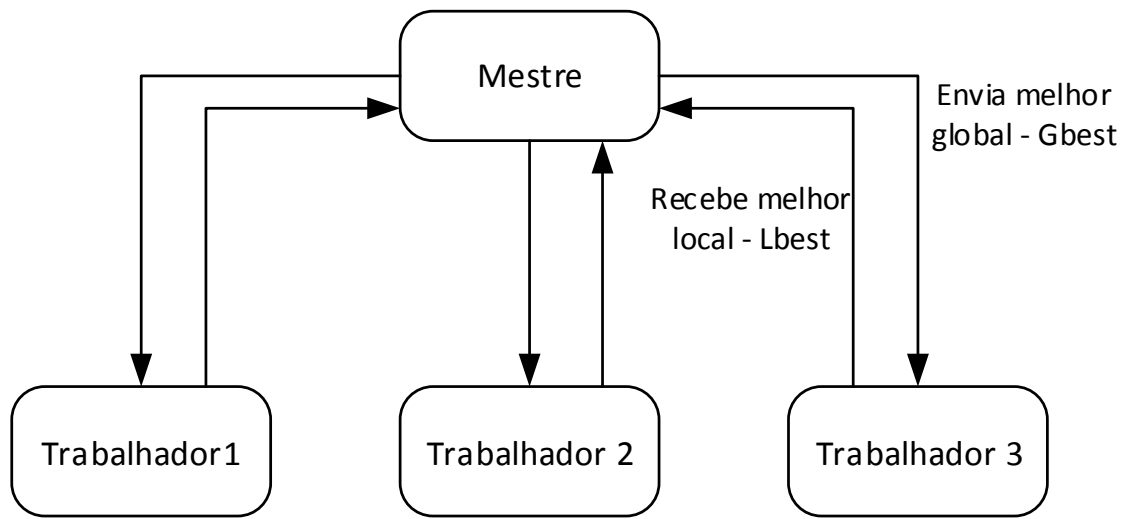 Mestre
Envia melhor
global - Gbest
Recebe melhor
local - Lbest
Trabalhador1
Trabalhador 2
Trabalhador 3